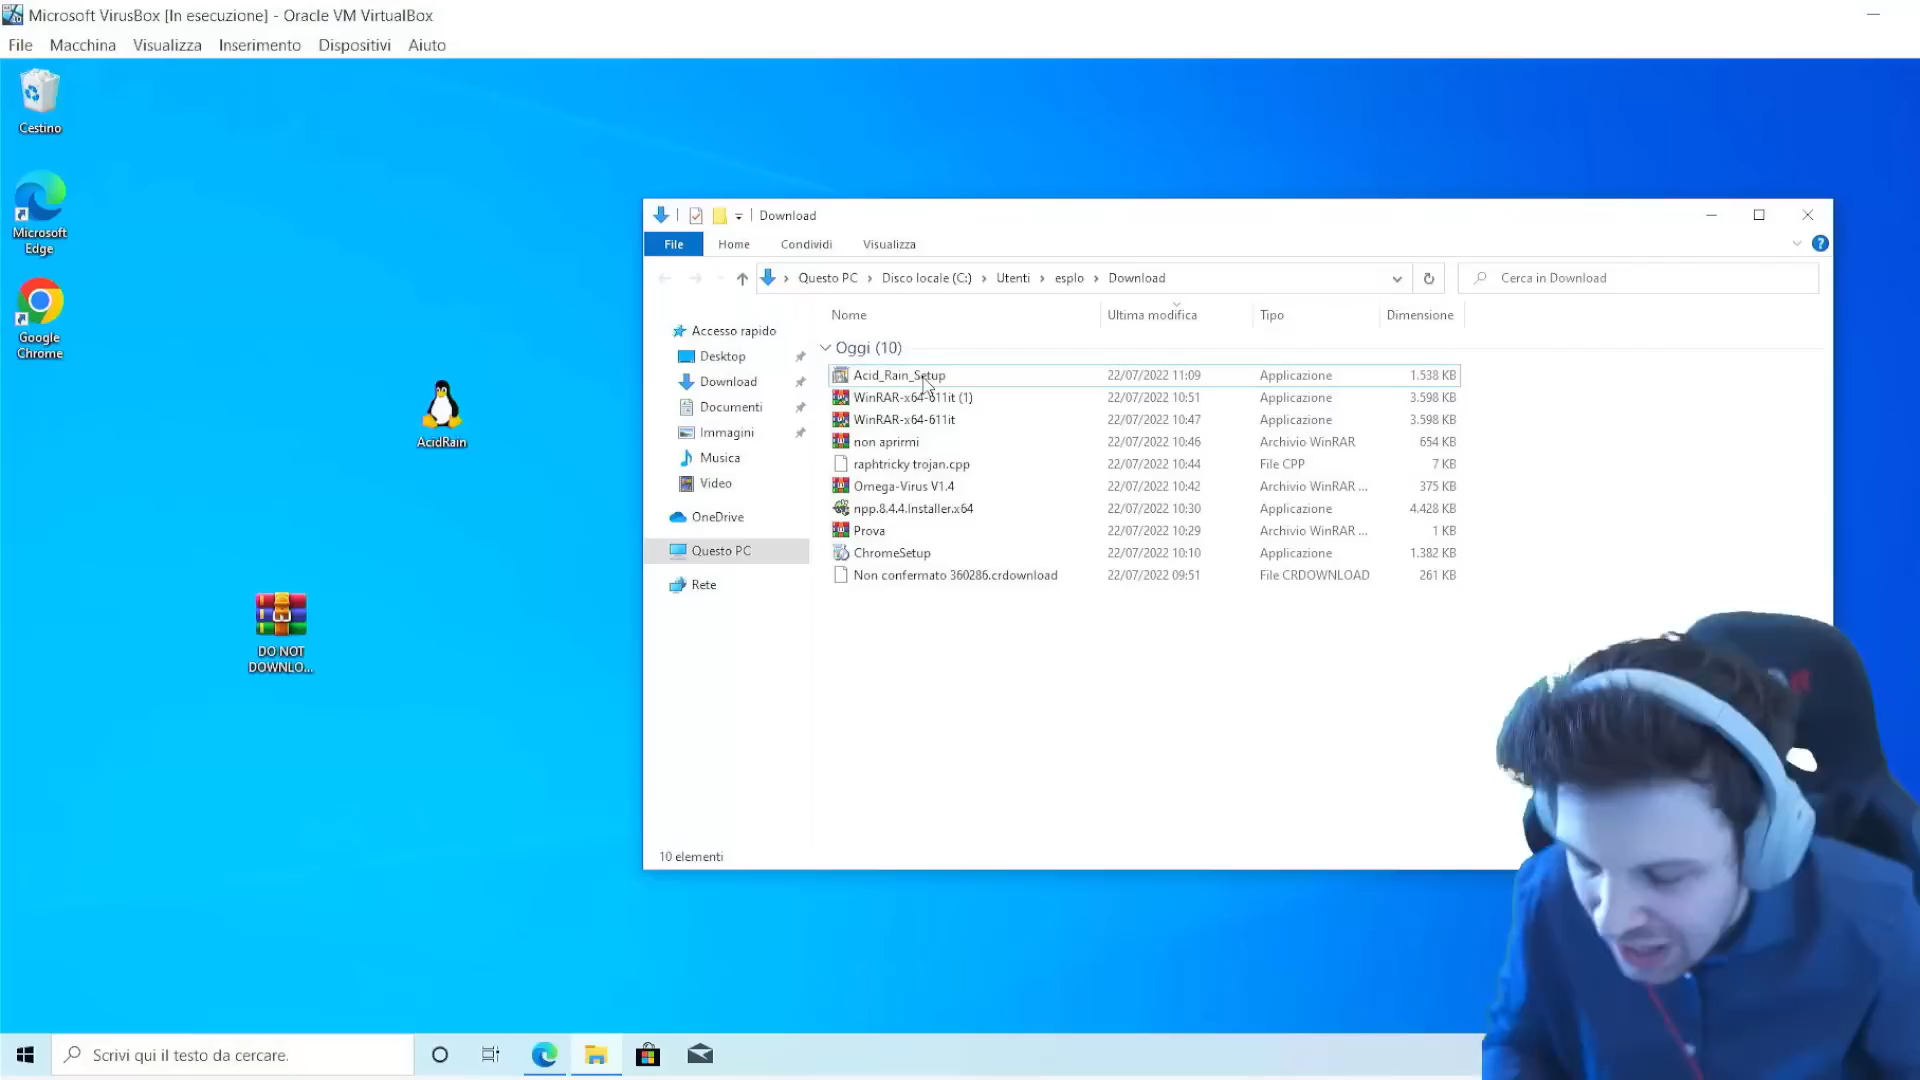 Microsoft VirusBox [In esecuzione] - Oracle VM VirtualBox
File Macchina Visualizza Inserimento Dispositivi Aiuto
Cestino
Microsoft
Edge
Google
Chrome
AcidRain
DO NOT
DOWNLO...
Download
File Home Condividi Visualizza
Questo PC › Disco locale (C:) › Utenti › esplo › Download
Cerca in Download
Nome Ultima modifica Tipo Dimensione
Accesso rapido
Desktop
Download
Documenti
Immagini
Musica
Video
OneDrive
Questo PC
Rete
Oggi (10)
Acid_Rain_Setup 22/07/2022 11:09 Applicazione 1.538 KB
WinRAR-x64-611it (1) 22/07/2022 10:51 Applicazione 3.598 KB
WinRAR-x64-611it 22/07/2022 10:47 Applicazione 3.598 KB
non aprirmi 22/07/2022 10:46 Archivio WinRAR 654 KB
raphtricky trojan.cpp 22/07/2022 10:44 File CPP 7 KB
Omega-Virus V1.4 22/07/2022 10:42 Archivio WinRAR ... 375 KB
npp.8.4.4.Installer.x64 22/07/2022 10:30 Applicazione 4.428 KB
Prova 22/07/2022 10:29 Archivio WinRAR ... 1 KB
ChromeSetup 22/07/2022 10:10 Applicazione 1.382 KB
Non confermato 360286.crdownload 22/07/2022 09:51 File CRDOWNLOAD 261 KB
10 elementi
Scrivi qui il testo da cercare.